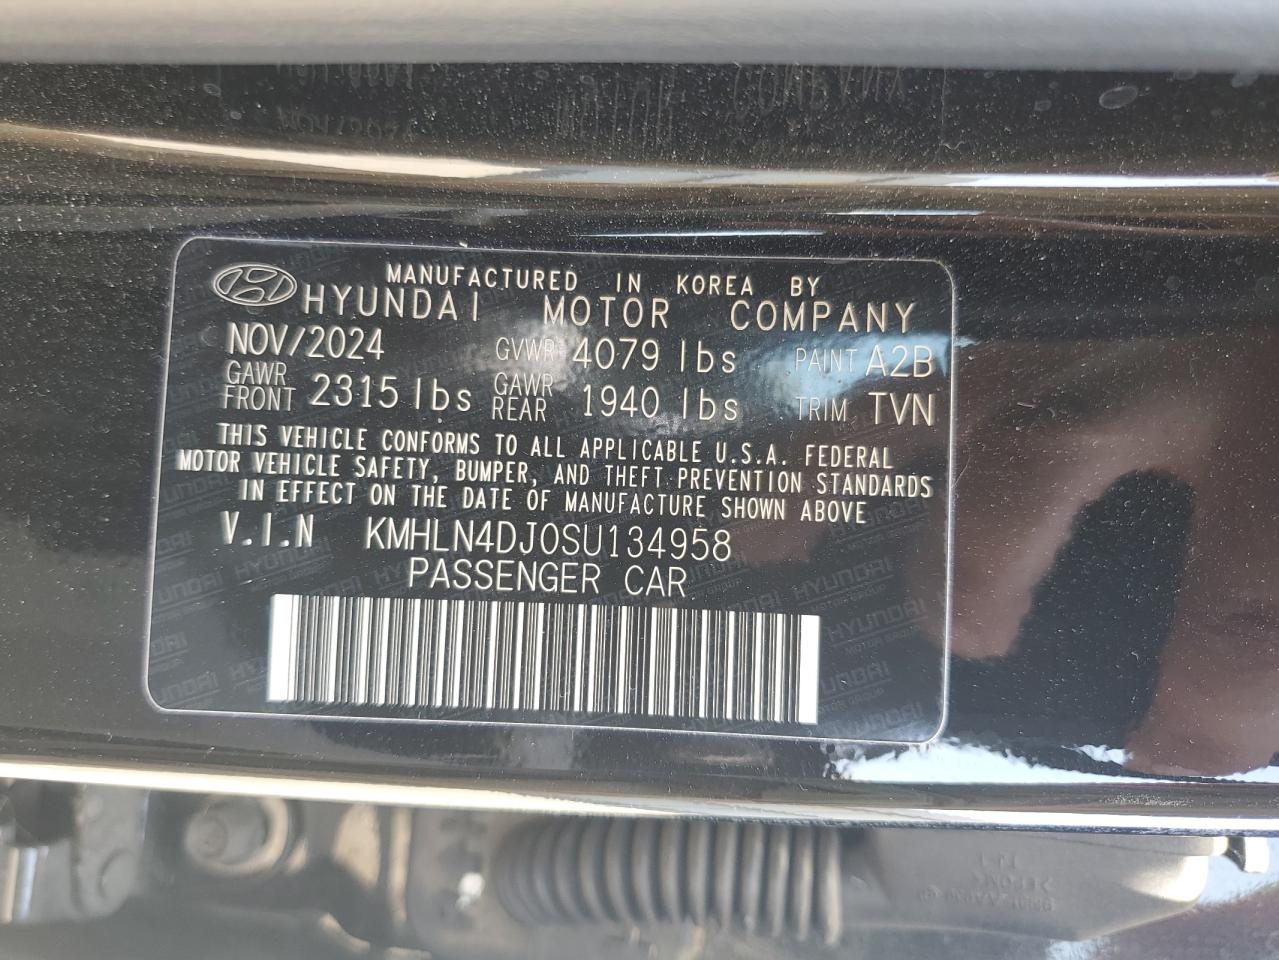 MANUFACTURED IN KOREA BY
HYUNDAI MOTOR COMPANY
NOV/2024 GVWR 4079 lbs PAINT A2B
GAWR FRONT 2315 lbs GAWR REAR 1940 lbs TRIM TVN
THIS VEHICLE CONFORMS TO ALL APPLICABLE U.S.A. FEDERAL
MOTOR VEHICLE SAFETY, BUMPER, AND THEFT PREVENTION STANDARDS
IN EFFECT ON THE DATE OF MANUFACTURE SHOWN ABOVE
V.I.N KMHLN4DJ0SU134958
PASSENGER CAR